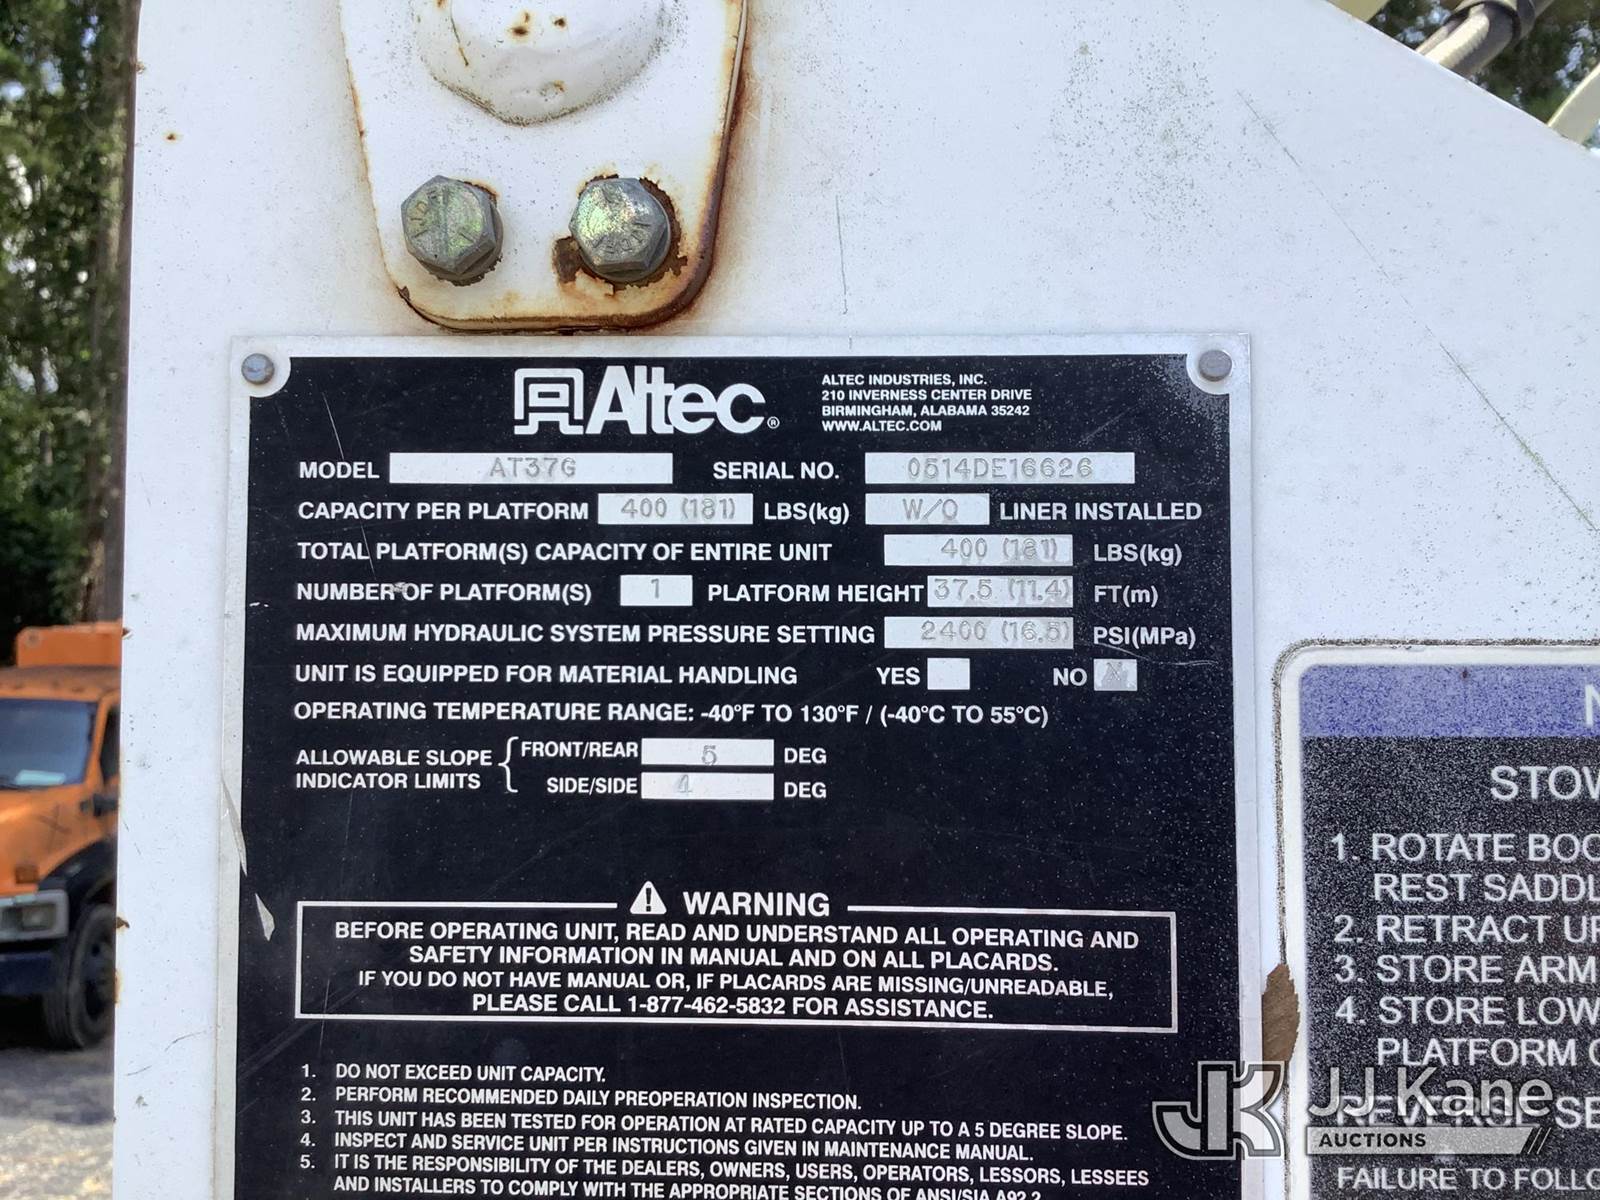 Altec®
ALTEC INDUSTRIES, INC.
210 INVERNESS CENTER DRIVE
BIRMINGHAM, ALABAMA 35242
WWW.ALTEC.COM
MODEL AT37G SERIAL NO. 0514DE16626
CAPACITY PER PLATFORM 400 (181) LBS(kg) W/O LINER INSTALLED
TOTAL PLATFORM(S) CAPACITY OF ENTIRE UNIT 400 (181) LBS(kg)
NUMBER OF PLATFORM(S) 1 PLATFORM HEIGHT 37.5 (11.4) FT(m)
MAXIMUM HYDRAULIC SYSTEM PRESSURE SETTING 2400 (16.5) PSI(MPa)
UNIT IS EQUIPPED FOR MATERIAL HANDLING YES NO X
OPERATING TEMPERATURE RANGE: -40°F TO 130°F / (-40°C TO 55°C)
ALLOWABLE SLOPE INDICATOR LIMITS
FRONT/REAR 5 DEG
SIDE/SIDE 4 DEG
WARNING
BEFORE OPERATING UNIT, READ AND UNDERSTAND ALL OPERATING AND
SAFETY INFORMATION IN MANUAL AND ON ALL PLACARDS.
IF YOU DO NOT HAVE MANUAL OR, IF PLACARDS ARE MISSING/UNREADABLE,
PLEASE CALL 1-877-462-5832 FOR ASSISTANCE.
1. DO NOT EXCEED UNIT CAPACITY.
2. PERFORM RECOMMENDED DAILY PREOPERATION INSPECTION.
3. THIS UNIT HAS BEEN TESTED FOR OPERATION AT RATED CAPACITY UP TO A 5 DEGREE SLOPE.
4. INSPECT AND SERVICE UNIT PER INSTRUCTIONS GIVEN IN MAINTENANCE MANUAL.
5. IT IS THE RESPONSIBILITY OF THE DEALERS, OWNERS, USERS, OPERATORS, LESSORS, LESSEES
AND INSTALLERS TO COMPLY WITH THE APPROPRIATE SECTIONS OF ANSI/SIA A92.2
N
STOW
1. ROTATE BOO
REST SADDL
2. RETRACT UP
3. STORE ARM
4. STORE LOW
PLATFORM
REVERSE SE
FAILURE TO FOLLO
JK JJ Kane
AUCTIONS